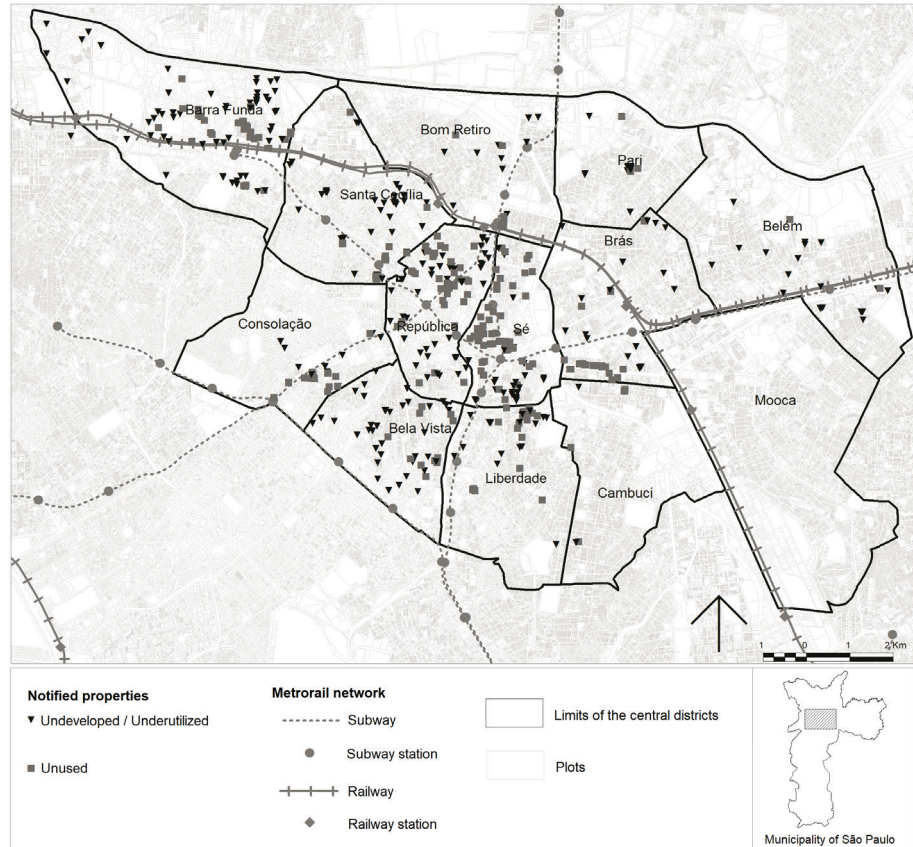 Barra Funda
Bom Retiro
Pari
Santa Cecília
Brás
Belém
Consolação
República
Sé
Mooca
Bela Vista
Liberdade
Cambuci
1 0 1 2 Km
Notified properties
Undeveloped / Underutilized
Unused
Metrorail network
Subway
Subway station
Railway
Railway station
Limits of the central districts
Plots
Municipality of São Paulo